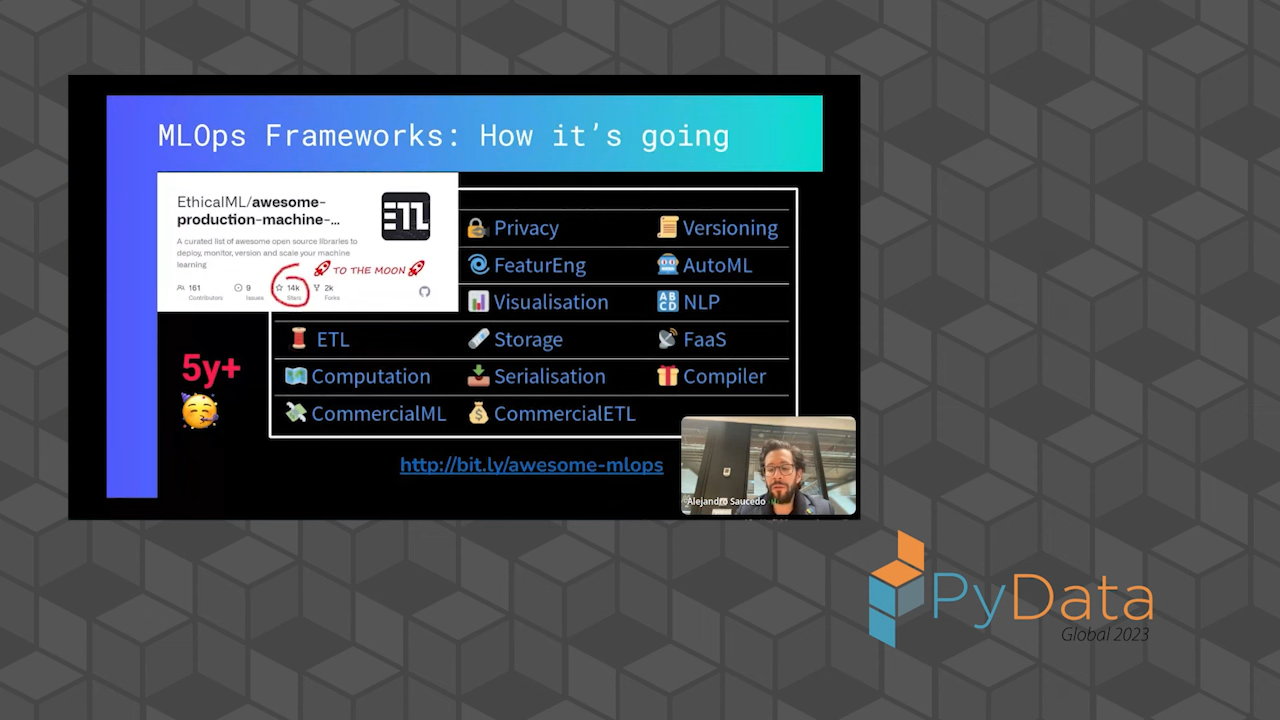 MLOps Frameworks: How it's going
EthicalML/awesome-
production-machine-...
A curated list of awesome open source libraries to
deploy, monitor, version and scale your machine
learning
TO THE MOON
161
Contributors
9
Issues
14k
Stars
2k
Forks
Privacy
Versioning
FeaturEng
AutoML
Visualisation
NLP
ETL
Storage
FaaS
Computation
Serialisation
Compiler
CommercialML
CommercialETL
5y+
http://bit.ly/awesome-mlops
Alejandro Saucedo
PyData
Global 2023